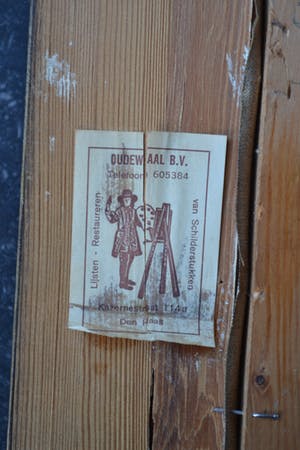 OUDEWAAL B.V.
Telefoon 605384
Lijsten - Restaureren
van Schilderstukken
Kazernestraat 114a
Den Haag